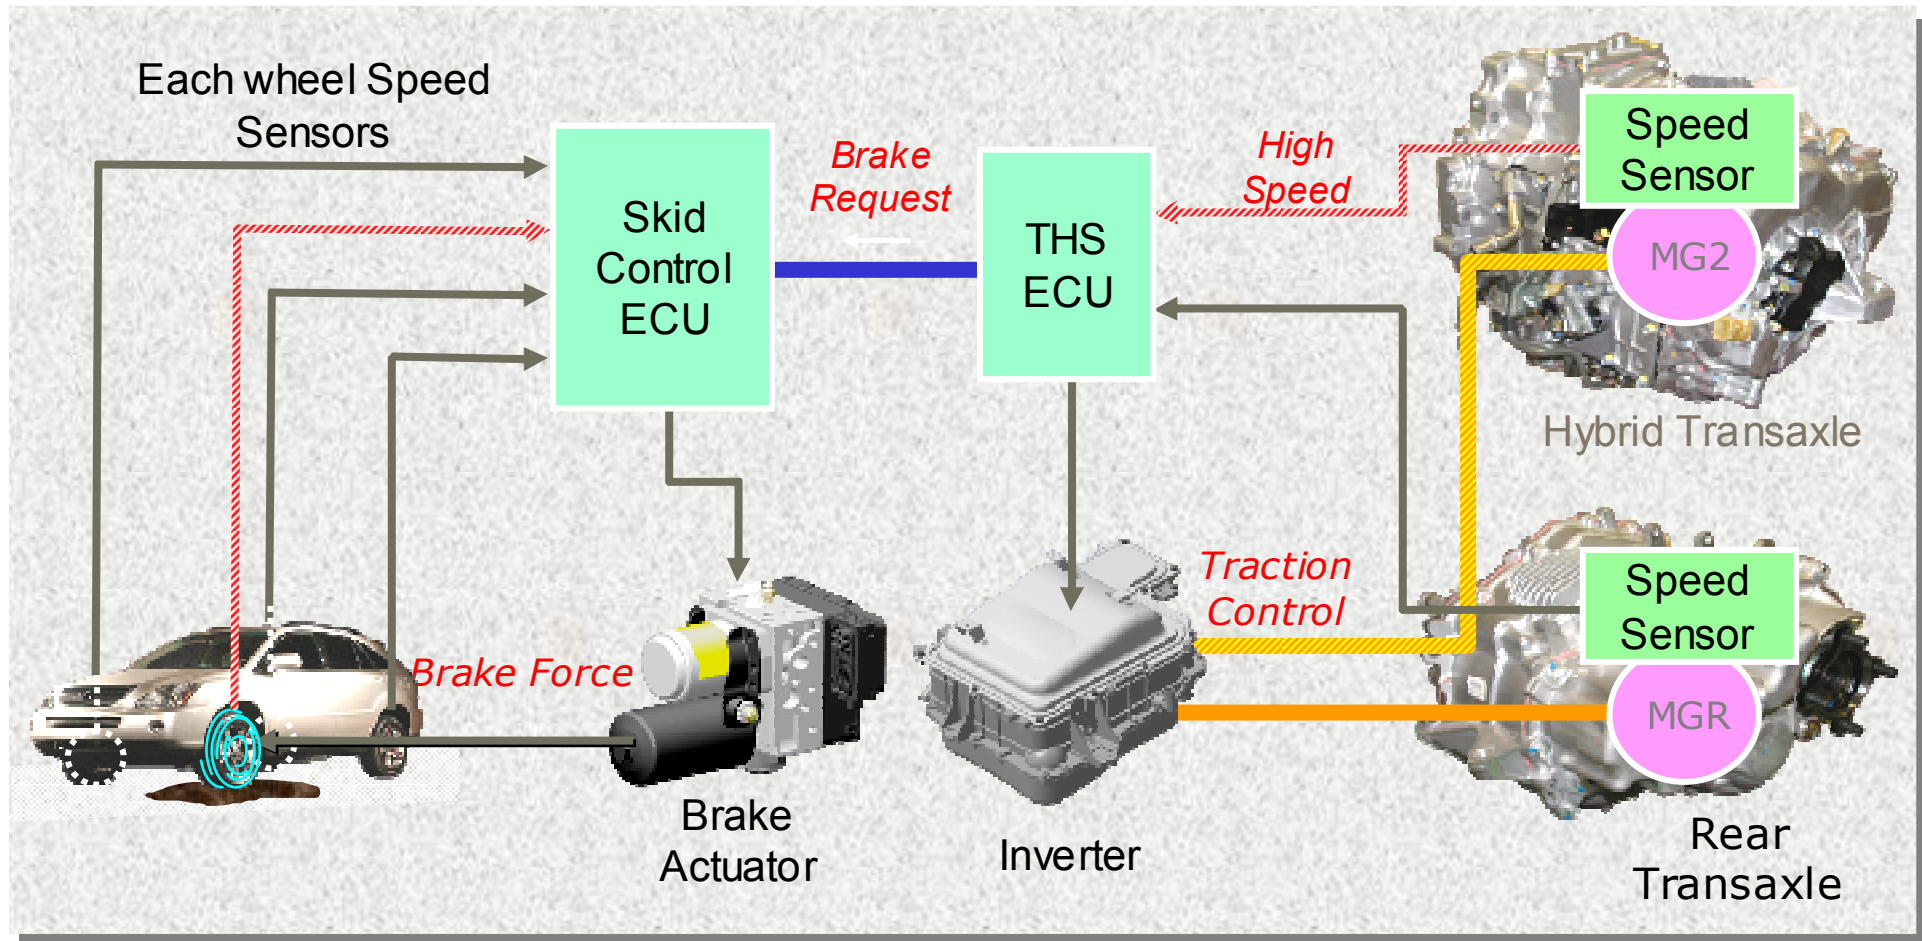 Each wheel Speed
Sensors
Skid
Control
ECU
Brake
Request
THS
ECU
High
Speed
Speed
Sensor
MG2
Hybrid Transaxle
Traction
Control
Speed
Sensor
MGR
Rear
Transaxle
Brake Force
Brake
Actuator
Inverter